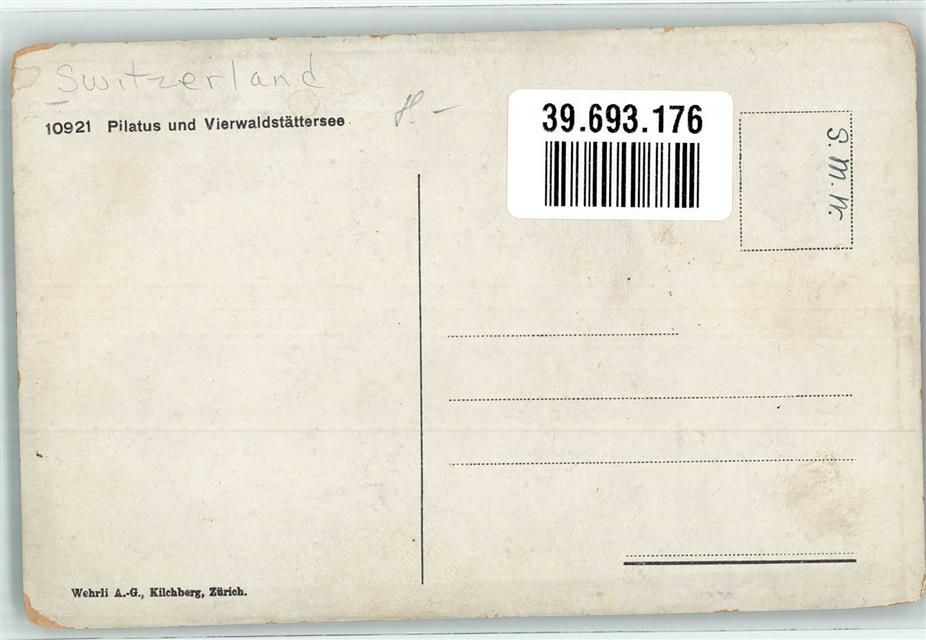 Switzerland
10921 Pilatus und Vierwaldstättersee
39.693.176
S. M. N.
Wehrli A.-G., Kilchberg, Zürich.